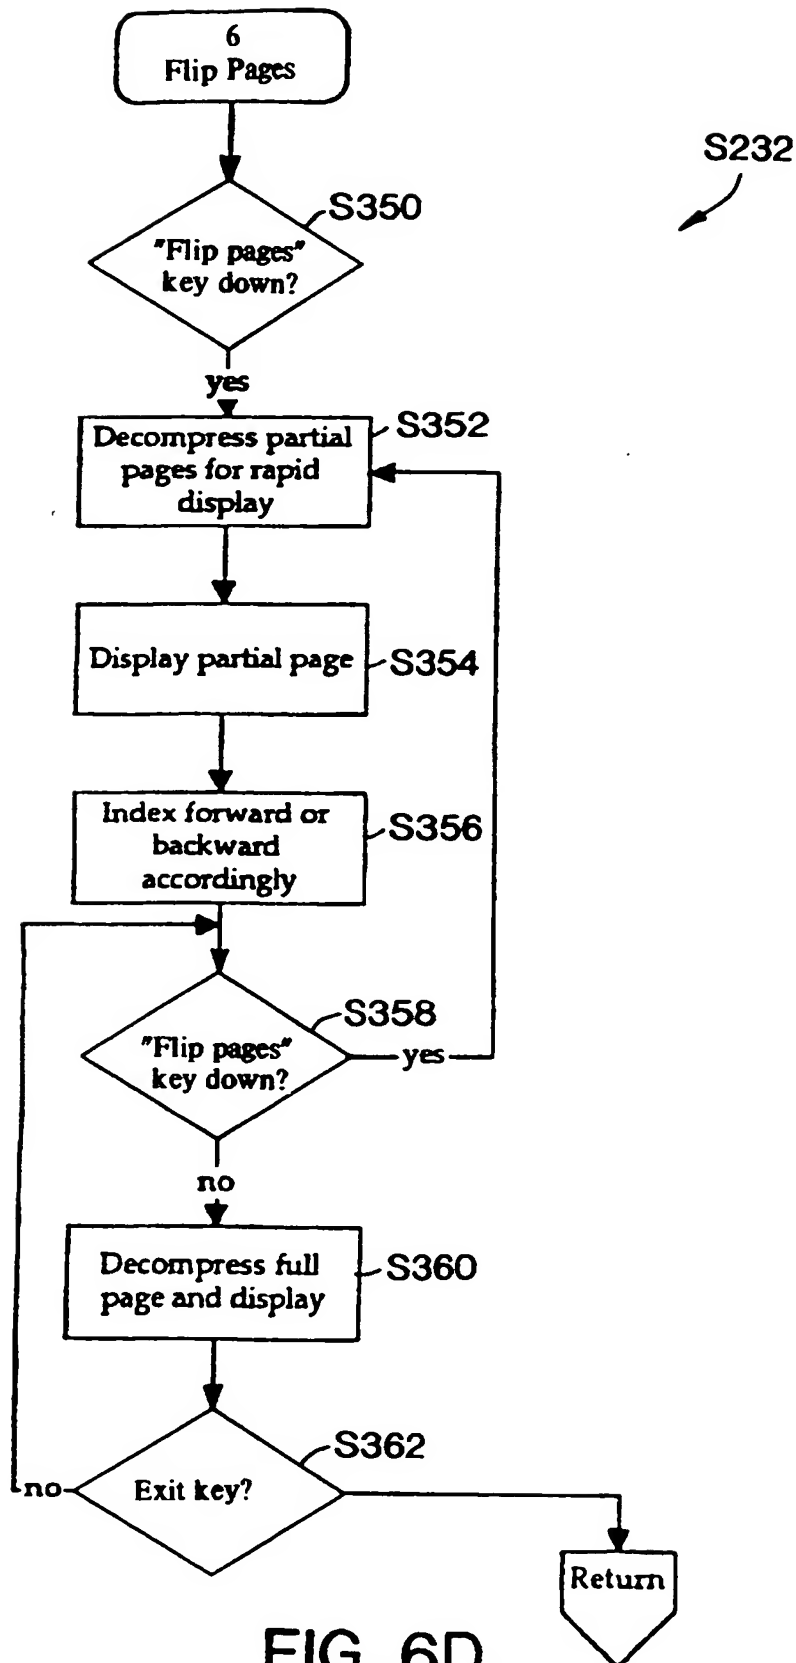 6
Flip Pages
S232
S350
"Flip pages"
key down?
yes
S352
Decompress partial
pages for rapid
display
Display partial page
S354
Index forward or
backward
accordingly
S356
S358
"Flip pages"
key down?
yes
no
Decompress full
page and display
S360
S362
Exit key?
no
Return
FIG. 6D